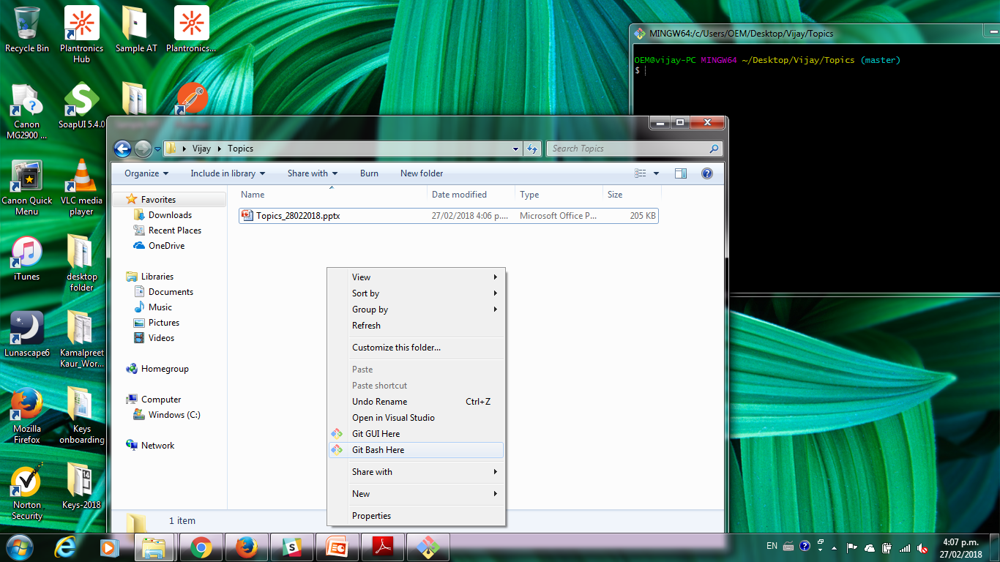 Recycle Bin
Plantronics
Hub
Sample AT
Plantronics...
Canon
MG2900 ...
SoapUI 5.4.0
Canon Quick
Menu
VLC media
player
iTunes
desktop
folder
Lunascape6
Kamalpreet
Kaur_Wor...
Mozilla
Firefox
Keys
onboarding
Norton
Security
14
Keys-2018
MINGW64:/c/Users/OEM/Desktop/Vijay/Topics
OEM@vijay-PC MINGW64 ~/Desktop/Vijay/Topics (master)
$
Vijay Topics
Search Topics
Organize Include in library Share with Burn New folder
Name Date modified Type Size
Topics_28022018.pptx 27/02/2018 4:06 p.... Microsoft Office P... 205 KB
Favorites
Downloads
Recent Places
OneDrive
Libraries
Documents
Music
Pictures
Videos
Homegroup
Computer
Windows (C:)
Network
View
Sort by
Group by
Refresh
Customize this folder...
Paste
Paste shortcut
Undo Rename Ctrl+Z
Open in Visual Studio
Git GUI Here
Git Bash Here
Share with
New
Properties
1 item
EN
4:07 p.m.
27/02/2018